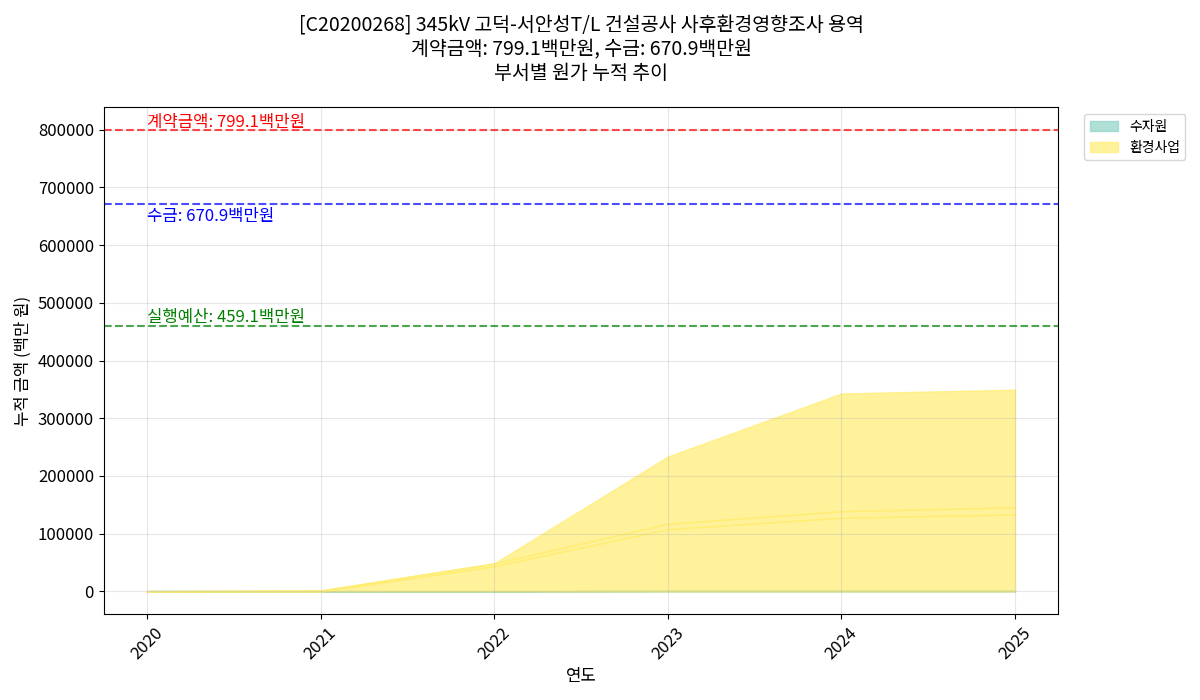 [C20200268] 345kV 고덕-서안성T/L 건설공사 사후환경영향조사 용역
계약금액: 799.1백만원, 수금: 670.9백만원
부서별 원가 누적 추이
계약금액: 799.1백만원
수금: 670.9백만원
실행예산: 459.1백만원
누적 금액 (백만 원)
800000
700000
600000
500000
400000
300000
200000
100000
0
2020
2021
2022
2023
2024
2025
연도
수자원
환경사업